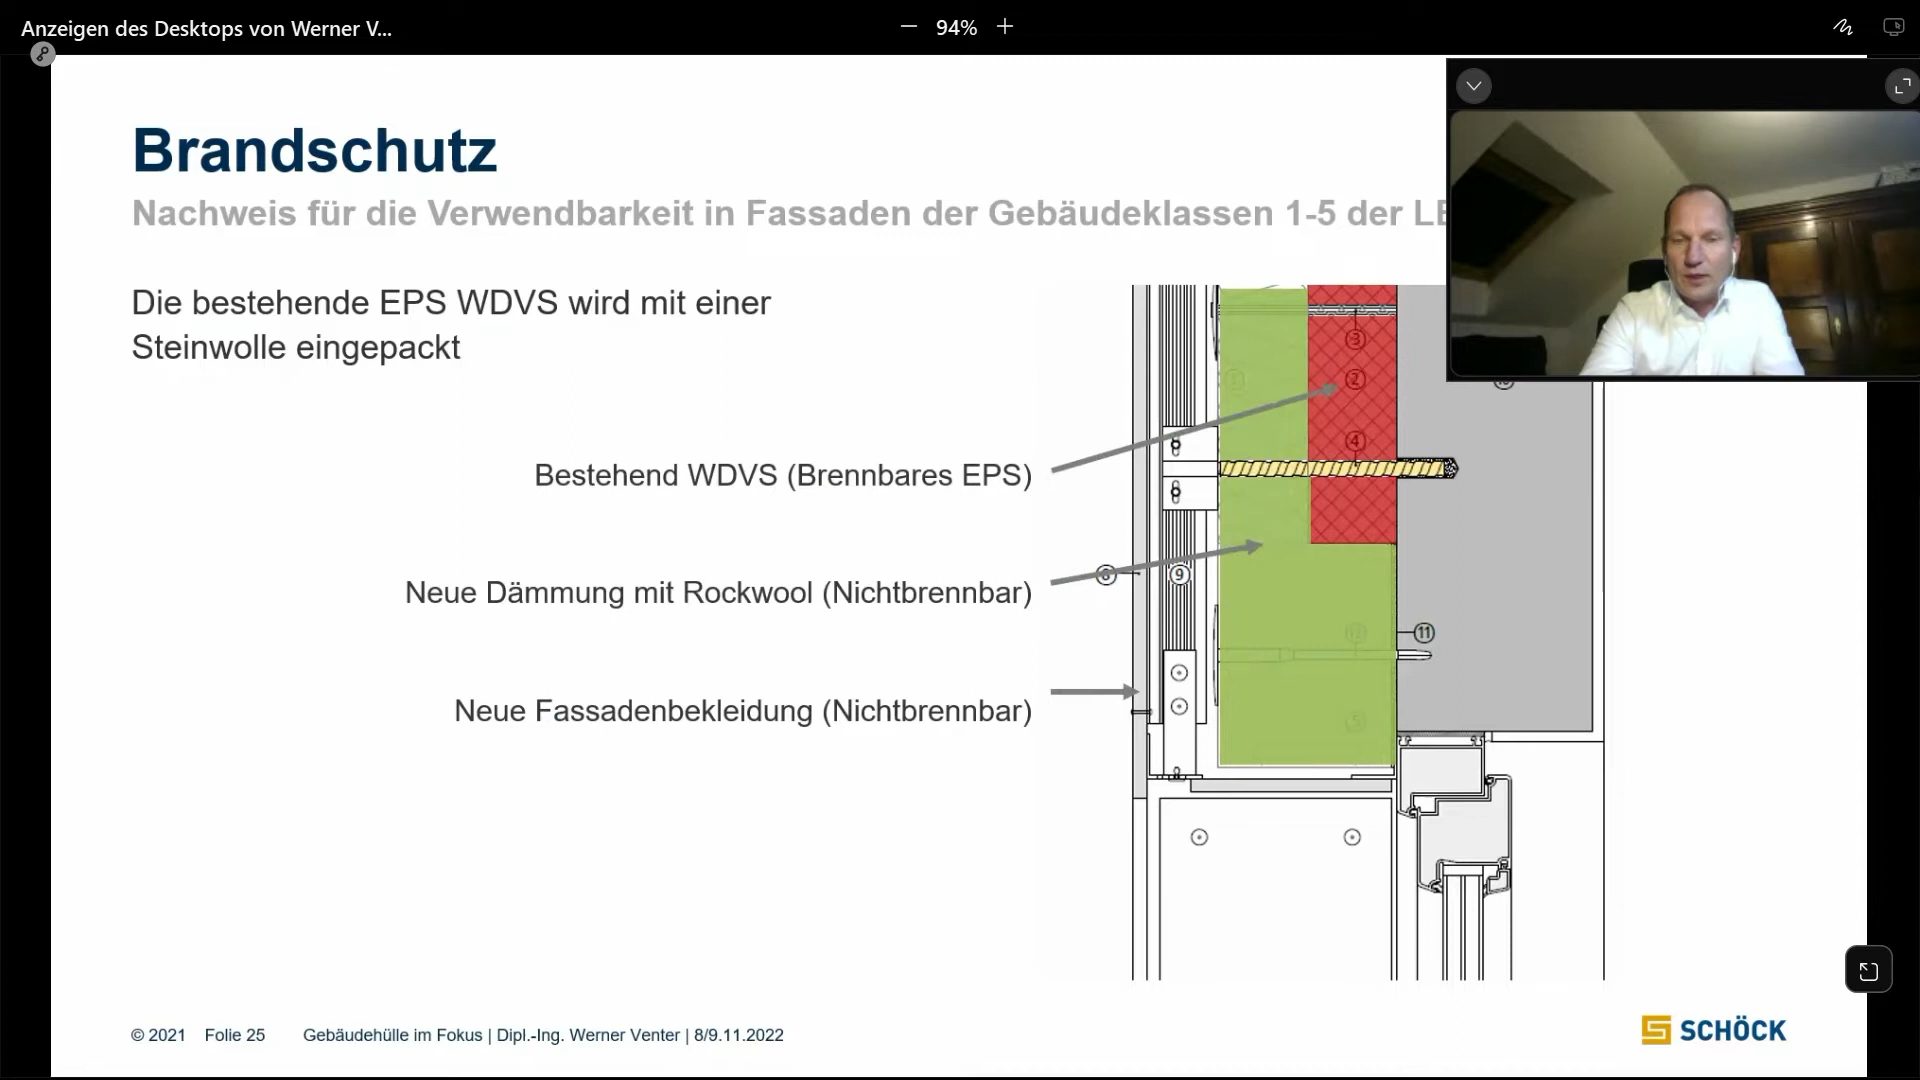 Anzeigen des Desktops von Werner V...
94%
Brandschutz
Nachweis für die Verwendbarkeit in Fassaden der Gebäudeklassen 1-5 der
Die bestehende EPS WDVS wird mit einer
Steinwolle eingepackt
3
1
2
4
Bestehend WDVS (Brennbares EPS)
8
9
Neue Dämmung mit Rockwool (Nichtbrennbar)
12
11
Neue Fassadenbekleidung (Nichtbrennbar)
5
© 2021 Folie 25 Gebäudehülle im Fokus | Dipl.-Ing. Werner Venter | 8/9.11.2022
SCHÖCK